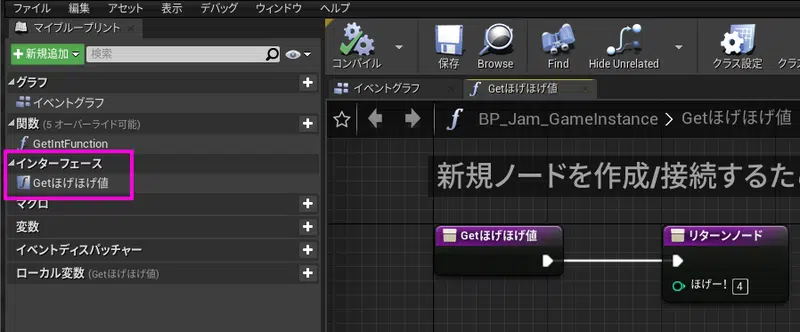 ファイル 編集 アセット 表示 デバッグ ウィンドウ ヘルプ
マイブループリント
新規追加 検索
グラフ
イベントグラフ
関数 (5 オーバーライド可能)
GetIntFunction
インターフェース
Getほげほげ値
マクロ
変数
イベントディスパッチャー
ローカル変数 (Getほげほげ値)
コンパイル 保存 Browse Find Hide Unrelated クラス設定 クラス
イベントグラフ Getほげほげ値
BP_Jam_GameInstance > Getほげほげ値
新規ノードを作成/接続するため
Getほげほげ値
リターンノード
ほげー! 4